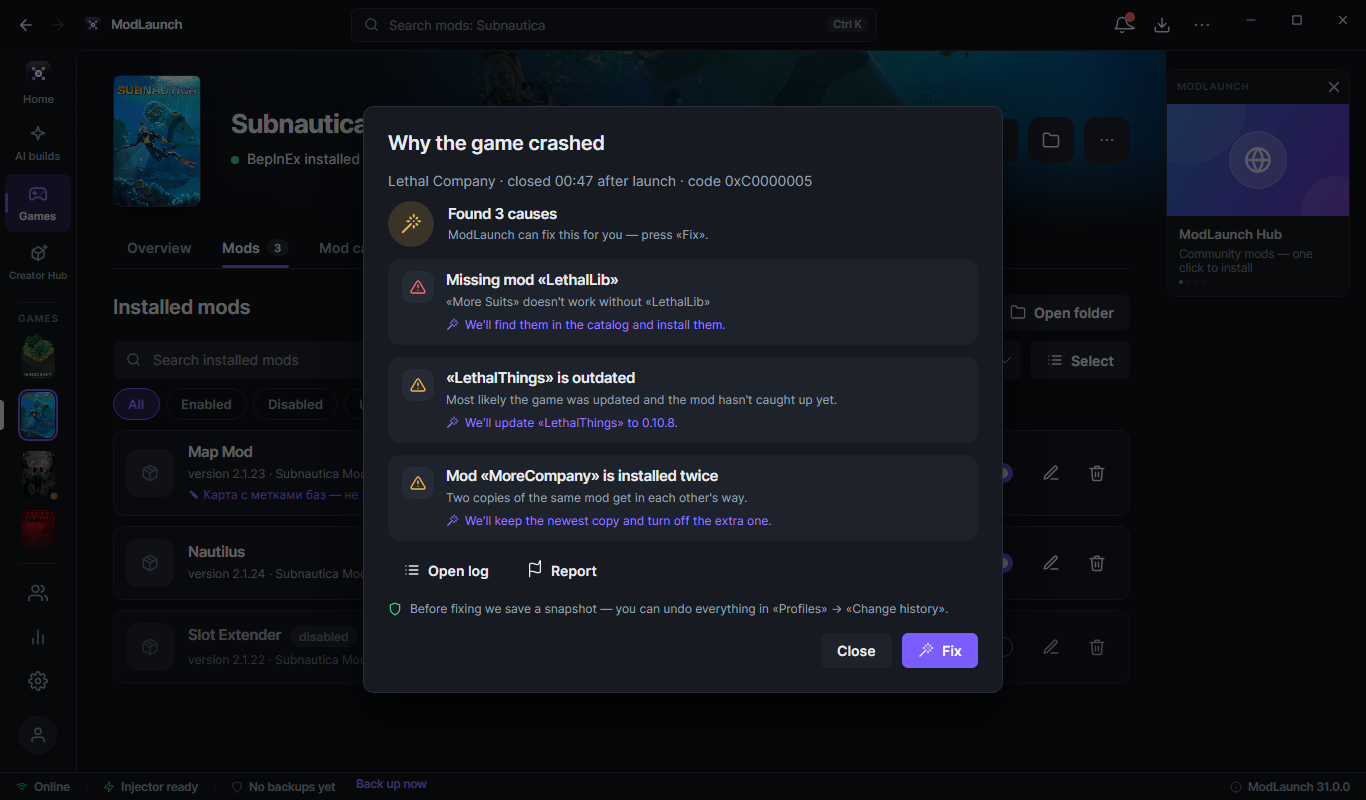 ModLaunch
Search mods: Subnautica
Ctrl K
Home
AI builds
Games
Creator Hub
GAMES
MINECRAFT
SUBNAUTICA
Subnautica
BepInEx installed
Overview
Mods 3
Mod ca
Installed mods
Open folder
Search installed mods
Select
All
Enabled
Disabled
Map Mod
version 2.1.23 · Subnautica Mod
Карта с метками баз — не
Nautilus
version 2.1.24 · Subnautica Mod
Slot Extender disabled
version 2.1.22 · Subnautica Mod
Why the game crashed
Lethal Company · closed 00:47 after launch · code 0xC0000005
Found 3 causes
ModLaunch can fix this for you — press «Fix».
Missing mod «LethalLib»
«More Suits» doesn't work without «LethalLib»
We'll find them in the catalog and install them.
«LethalThings» is outdated
Most likely the game was updated and the mod hasn't caught up yet.
We'll update «LethalThings» to 0.10.8.
Mod «MoreCompany» is installed twice
Two copies of the same mod get in each other's way.
We'll keep the newest copy and turn off the extra one.
Open log
Report
Before fixing we save a snapshot — you can undo everything in «Profiles» → «Change history».
Close
Fix
MODLAUNCH
ModLaunch Hub
Community mods — one
click to install
Online
Injector ready
No backups yet
Back up now
ModLaunch 31.0.0